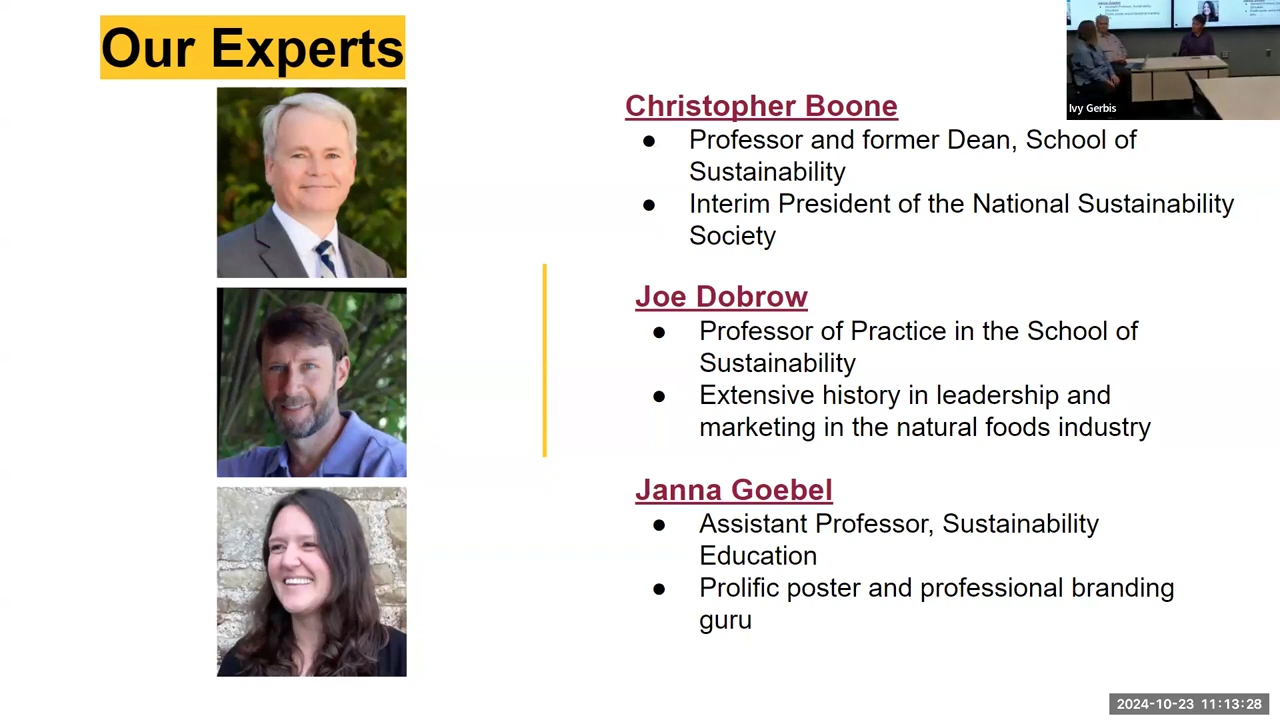 Our Experts
Christopher Boone
● Professor and former Dean, School of
Sustainability
● Interim President of the National Sustainability
Society
Joe Dobrow
● Professor of Practice in the School of
Sustainability
● Extensive history in leadership and
marketing in the natural foods industry
Janna Goebel
● Assistant Professor, Sustainability
Education
● Prolific poster and professional branding
guru
Ivy Gerbis
2024-10-23 11:13:28